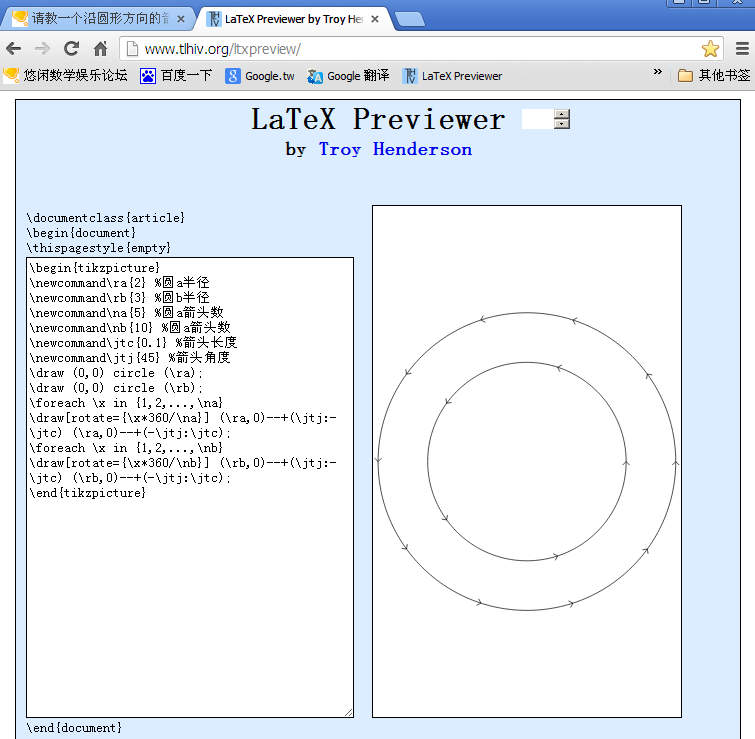 请教一个沿圆形方向的
LaTeX Previewer by Troy He
www.tlhiv.org/ltxpreview/
悠闲数学娱乐论坛
百度一下
Google.tw
Google 翻译
LaTeX Previewer
»
其他书签
LaTeX Previewer
by Troy Henderson
\documentclass{article}
\begin{document}
\thispagestyle{empty}
\begin{tikzpicture}
\newcommand\ra{2} %圆a半径
\newcommand\rb{3} %圆b半径
\newcommand\na{5} %圆a箭头数
\newcommand\nb{10} %圆a箭头数
\newcommand\jtc{0.1} %箭头长度
\newcommand\jtj{45} %箭头角度
\draw (0,0) circle (\ra);
\draw (0,0) circle (\rb);
\foreach \x in {1,2,...,\na}
\draw[rotate={\x*360/\na}] (\ra,0)--+(\jtj:-
\jtc) (\ra,0)--+(-\jtj:\jtc);
\foreach \x in {1,2,...,\nb}
\draw[rotate={\x*360/\nb}] (\rb,0)--+(\jtj:-
\jtc) (\rb,0)--+(-\jtj:\jtc);
\end{tikzpicture}
\end{document}